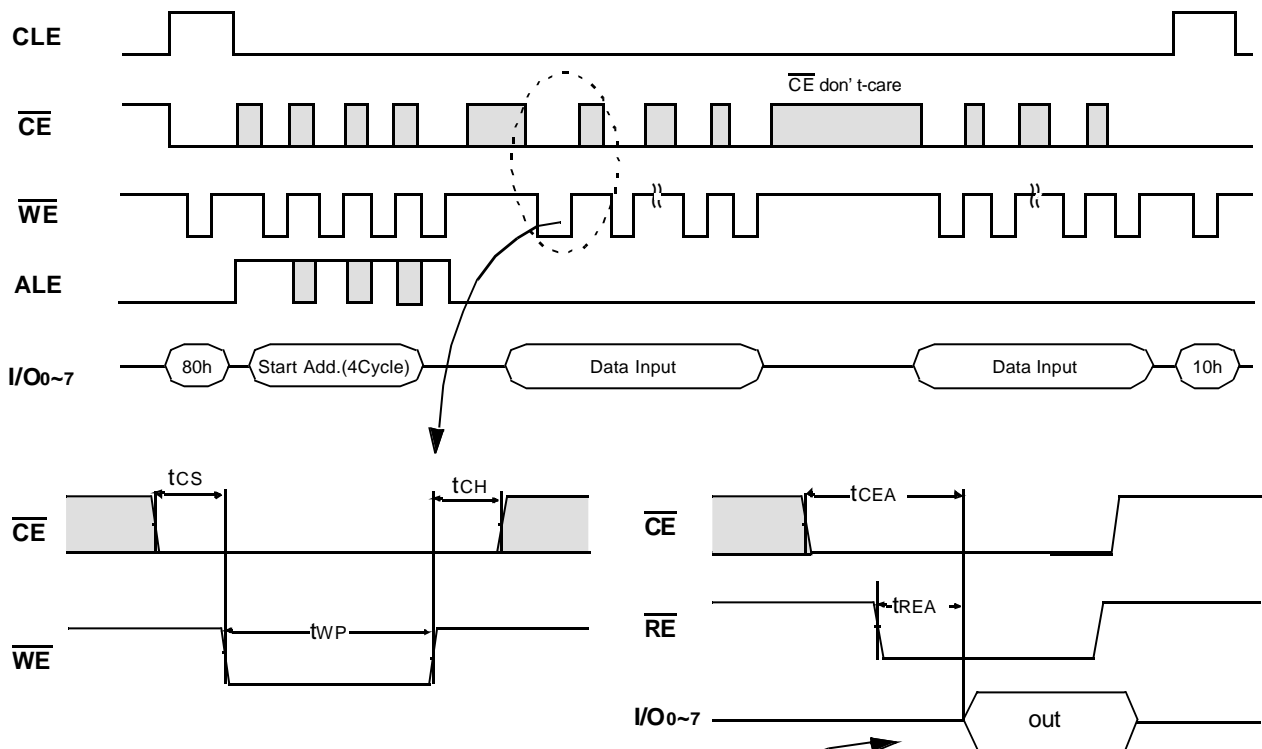 CLE
CE don' t-care
CE
WE
ALE
I/O0~7
80h
Start Add.(4Cycle)
Data Input
Data Input
10h
tCS
tCH
CE
tWP
WE
tCEA
CE
tREA
RE
I/O0~7
out